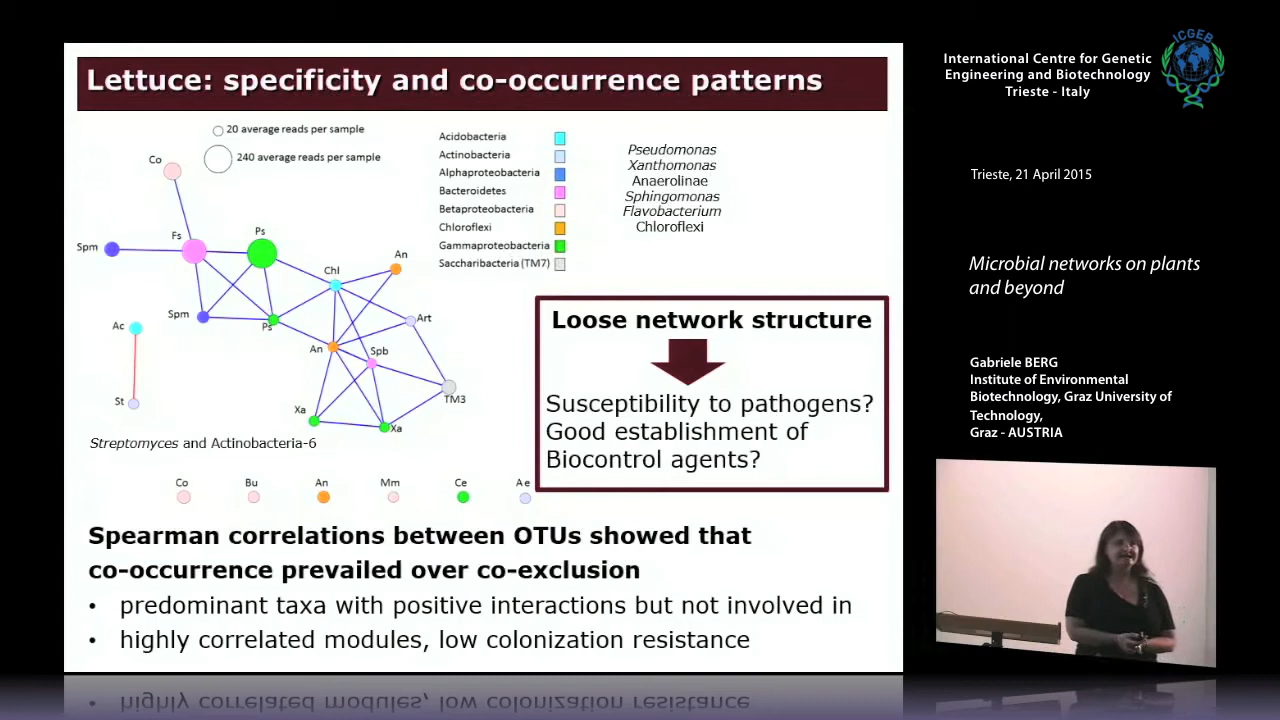 Lettuce: specificity and co-occurrence patterns
20 average reads per sample
240 average reads per sample
Acidobacteria
Actinobacteria
Alphaproteobacteria
Bacteroidetes
Betaproteobacteria
Chloroflexi
Gammaproteobacteria
Saccharibacteria (TM7)
Pseudomonas
Xanthomonas
Anaerolinae
Sphingomonas
Flavobacterium
Chloroflexi
Co
Fs
Ps
Spm
Chl
An
Spm
Ps
Art
Ac
An
Spb
St
Xa
Xa
TM3
Streptomyces and Actinobacteria-6
Co
Bu
An
Mm
Ce
Ae
Loose network structure
Susceptibility to pathogens?
Good establishment of
Biocontrol agents?
Spearman correlations between OTUs showed that
co-occurrence prevailed over co-exclusion
• predominant taxa with positive interactions but not involved in
• highly correlated modules, low colonization resistance
International Centre for Genetic
Engineering and Biotechnology
Trieste - Italy
ICGEB
Trieste, 21 April 2015
Microbial networks on plants
and beyond
Gabriele BERG
Institute of Environmental
Biotechnology, Graz University of
Technology,
Graz - AUSTRIA